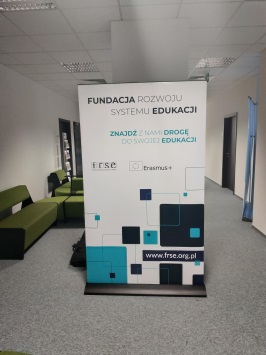 FUNDACJA ROZWOJU
SYSTEMU EDUKACJI
ZNAJDŹ Z NAMI DROGĘ
DO SWOJEJ EDUKACJI
frse Erasmus+
www.frse.org.pl